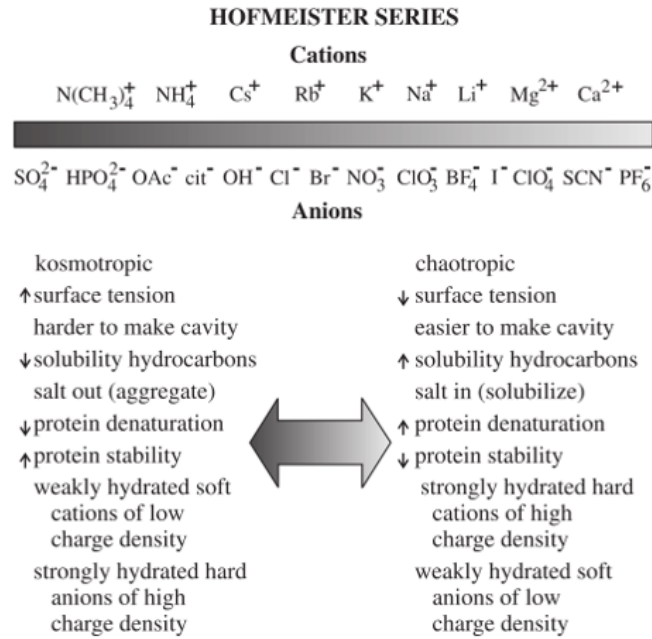 HOFMEISTER SERIES
Cations
N(CH₃)₄⁺ NH₄⁺ Cs⁺ Rb⁺ K⁺ Na⁺ Li⁺ Mg²⁺ Ca²⁺
SO₄²⁻ HPO₄²⁻ OAc⁻ cit⁻ OH⁻ Cl⁻ Br⁻ NO₃⁻ ClO₃⁻ BF₄⁻ I⁻ ClO₄⁻ SCN⁻ PF₆⁻
Anions
kosmotropic
↑ surface tension
harder to make cavity
↓ solubility hydrocarbons
salt out (aggregate)
↓ protein denaturation
↑ protein stability
weakly hydrated soft
cations of low
charge density
strongly hydrated hard
anions of high
charge density
chaotropic
↓ surface tension
easier to make cavity
↑ solubility hydrocarbons
salt in (solubilize)
↑ protein denaturation
↓ protein stability
strongly hydrated hard
cations of high
charge density
weakly hydrated soft
anions of low
charge density